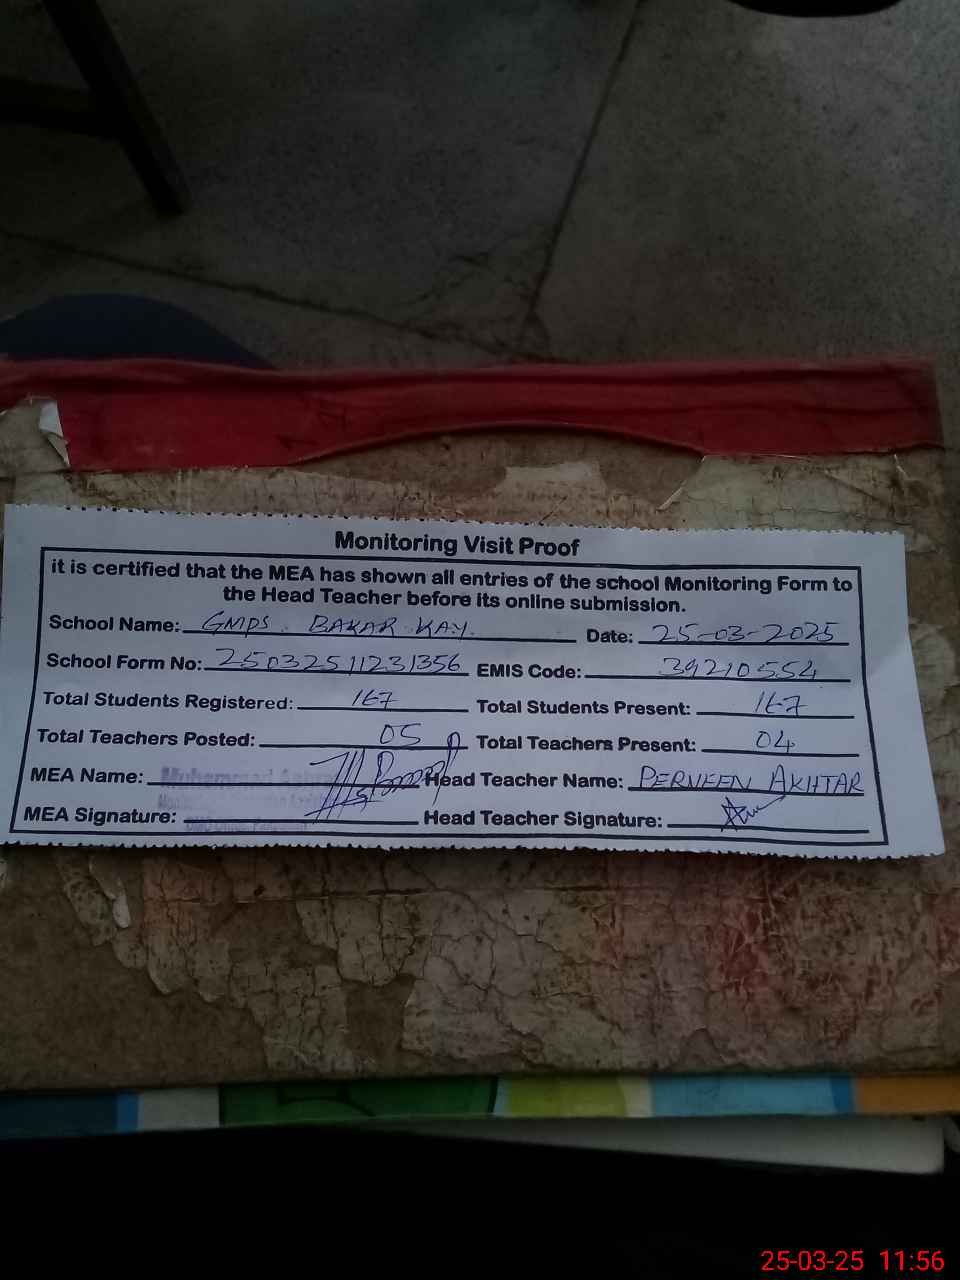 Monitoring Visit Proof
it is certified that the MEA has shown all entries of the school Monitoring Form to
the Head Teacher before its online submission.
School Name: GMPS. BAKAR KAY. Date: 25-03-2025
School Form No: 25032511231356 EMIS Code: 39210554
Total Students Registered: 167 Total Students Present: 167
Total Teachers Posted: 05 Total Teachers Present: 04
MEA Name: Muhammad Head Teacher Name: PERVEEN AKHTAR
MEA Signature: Head Teacher Signature:
25-03-25 11:56